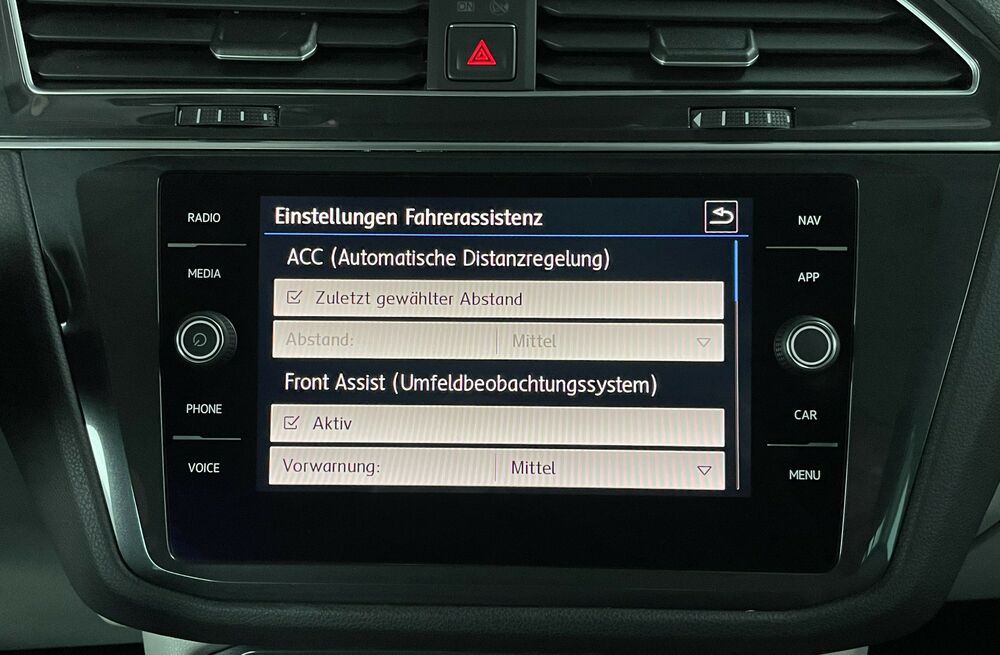 ON
RADIO
MEDIA
PHONE
VOICE
Einstellungen Fahrerassistenz
ACC (Automatische Distanzregelung)
Zuletzt gewählter Abstand
Abstand: Mittel
Front Assist (Umfeldbeobachtungssystem)
Aktiv
Vorwarnung: Mittel
NAV
APP
CAR
MENU